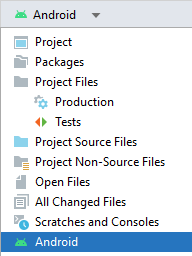 Android
Project
Packages
Project Files
Production
Tests
Project Source Files
Project Non-Source Files
Open Files
All Changed Files
Scratches and Consoles
Android